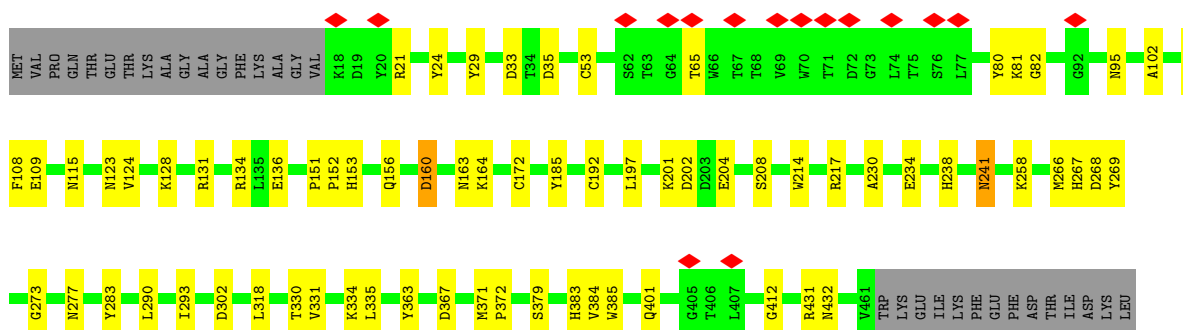 MET VAL PRO GLN THR GLU THR LYS ALA GLY ALA GLY PHE LYS ALA GLY VAL K18 D19 Y20 R21 Y24 Y29 D33 T34 D35 C53 S62 T63 G64 T65 W66 T67 T68 V69 W70 T71 D72 G73 L74 T75 S76 L77 Y80 K81 G82 G92 N95 A102
F108 E109 N115 N123 V124 K128 R131 R134 L135 E136 P151 P152 H153 Q156 D160 N163 K164 C172 Y185 C192 L197 K201 D202 D203 E204 S208 W214 R217 A230 E234 H238 N241 K258 M266 H267 D268 Y269
G273 N277 Y283 L290 I293 D302 L318 T330 V331 K334 L335 Y363 D367 M371 P372 S379 H383 V384 W385 Q401 G405 T406 L407 G412 R431 N432 V461 TRP LYS GLU ILE LYS PHE GLU PHE ASP THR ILE ASP LYS LEU